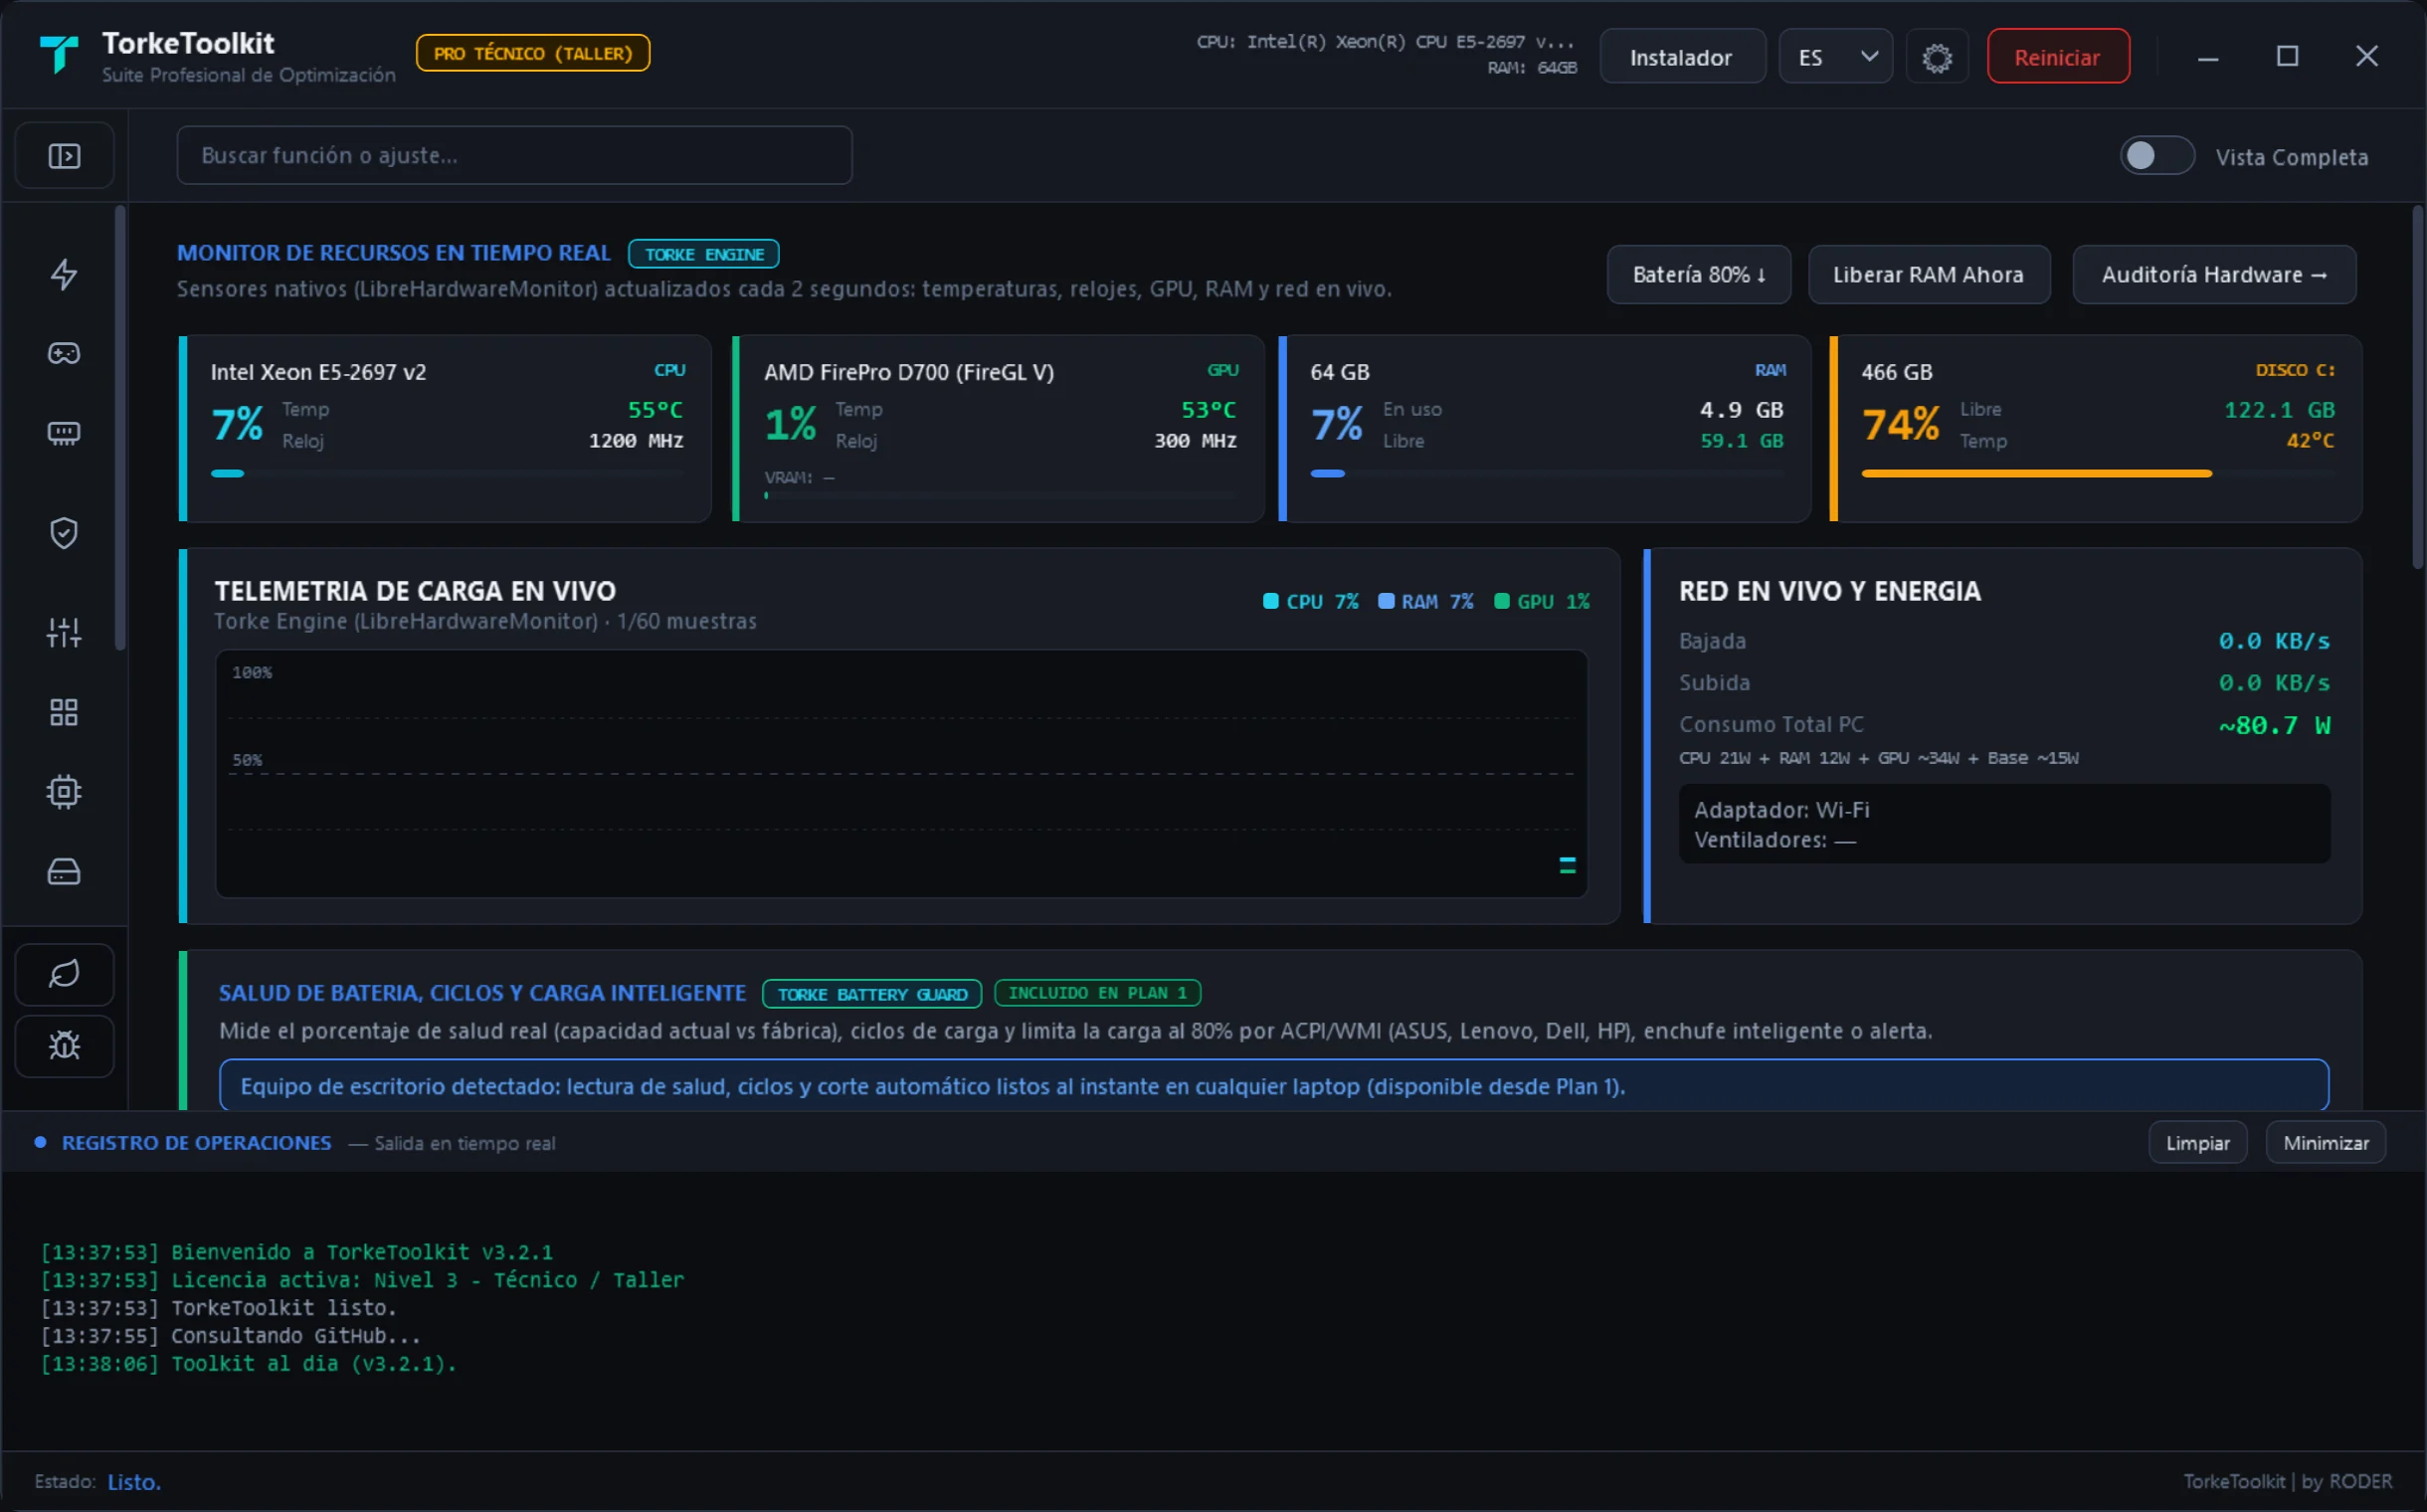 TorkeToolkit
Suite Profesional de Optimización
PRO TÉCNICO (TALLER)
CPU: Intel(R) Xeon(R) CPU E5-2697 v...
RAM: 64GB
Instalador
ES
Reiniciar
Buscar función o ajuste...
Vista Completa
MONITOR DE RECURSOS EN TIEMPO REAL
TORKE ENGINE
Sensores nativos (LibreHardwareMonitor) actualizados cada 2 segundos: temperaturas, relojes, GPU, RAM y red en vivo.
Batería 80% ↓
Liberar RAM Ahora
Auditoría Hardware →
Intel Xeon E5-2697 v2
CPU
7%
Temp
55°C
Reloj
1200 MHz
AMD FirePro D700 (FireGL V)
GPU
1%
Temp
53°C
Reloj
300 MHz
VRAM: —
64 GB
RAM
7%
En uso
4.9 GB
Libre
59.1 GB
466 GB
DISCO C:
74%
Libre
122.1 GB
Temp
42°C
TELEMETRIA DE CARGA EN VIVO
Torke Engine (LibreHardwareMonitor) · 1/60 muestras
CPU 7%
RAM 7%
GPU 1%
100%
50%
RED EN VIVO Y ENERGIA
Bajada
0.0 KB/s
Subida
0.0 KB/s
Consumo Total PC
~80.7 W
CPU 21W + RAM 12W + GPU ~34W + Base ~15W
Adaptador: Wi-Fi
Ventiladores: —
SALUD DE BATERIA, CICLOS Y CARGA INTELIGENTE
TORKE BATTERY GUARD
INCLUIDO EN PLAN 1
Mide el porcentaje de salud real (capacidad actual vs fábrica), ciclos de carga y limita la carga al 80% por ACPI/WMI (ASUS, Lenovo, Dell, HP), enchufe inteligente o alerta.
Equipo de escritorio detectado: lectura de salud, ciclos y corte automático listos al instante en cualquier laptop (disponible desde Plan 1).
REGISTRO DE OPERACIONES
— Salida en tiempo real
Limpiar
Minimizar
[13:37:53] Bienvenido a TorkeToolkit v3.2.1
[13:37:53] Licencia activa: Nivel 3 - Técnico / Taller
[13:37:53] TorkeToolkit listo.
[13:37:55] Consultando GitHub...
[13:38:06] Toolkit al dia (v3.2.1).
Estado: Listo.
TorkeToolkit | by RODER